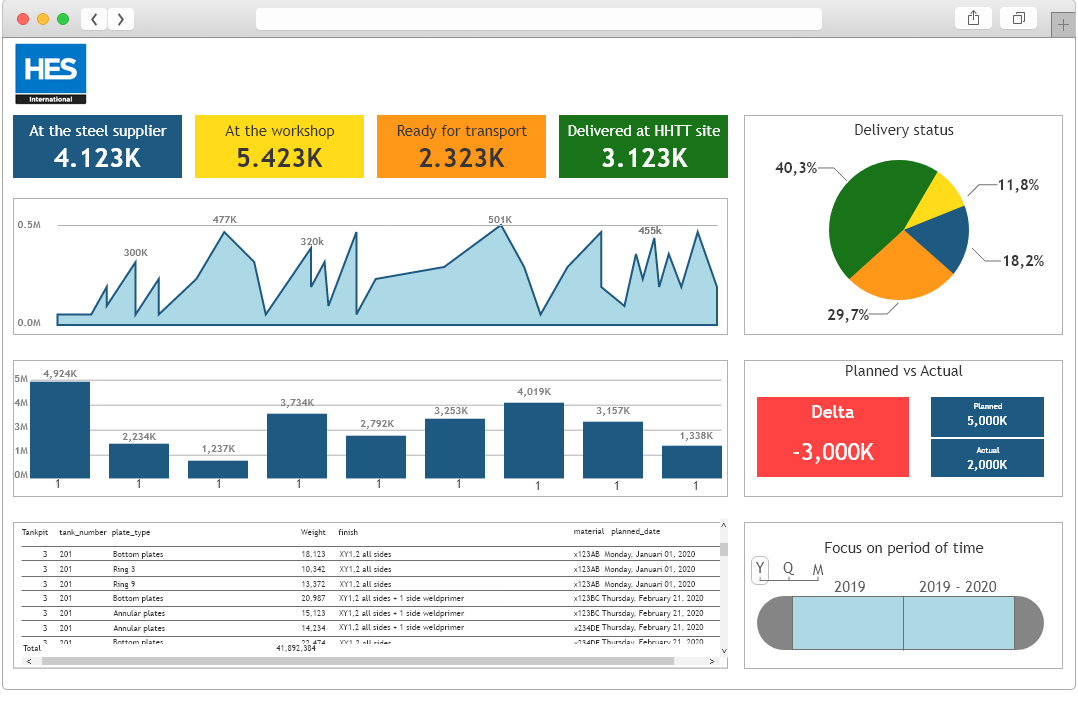 HES
International
At the steel supplier
4.123K
At the workshop
5.423K
Ready for transport
2.323K
Delivered at HHTT site
3.123K
Delivery status
40,3%
11,8%
18,2%
29,7%
0.5M
477K
501K
300K
320k
455k
0.0M
4,924K
5M
4M
3M
1M
0M
2,234K
1,237K
3,734K
2,792K
3,253K
4,019K
3,157K
1,338K
1 1 1 1 1 1 1 1 1
Planned vs Actual
Delta
-3,000K
Planned
5,000K
Actual
2,000K
Tankpit tank_number plate_type Weight finish material planned_date
3 201 Bottom plates 18,123 XY1,2 all sides x123AB Monday, Januari 01, 2020
3 201 Ring 3 10,342 XY1,2 all sides x123AB Monday, Januari 01, 2020
3 201 Ring 9 13,372 XY1,2 all sides x123AB Monday, Januari 01, 2020
3 201 Bottom plates 20,987 XY1,2 all sides + 1 side weldprimer x123BC Thursday, February 21, 2020
3 201 Annular plates 15,123 XY1,2 all sides + 1 side weldprimer x123BC Thursday, February 21, 2020
3 201 Annular plates 14,234 XY1,2 all sides + 1 side weldprimer x234DE Thursday, February 21, 2020
3 201 Bottom plates 22,474 XY1,2 all sides x234DE Thursday, February 21, 2020
Total 41,892,384
Focus on period of time
Y Q M
2019 2019 - 2020